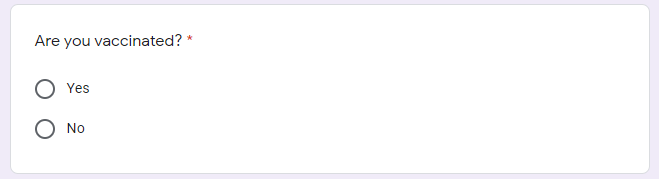 Are you vaccinated? *
Yes
No